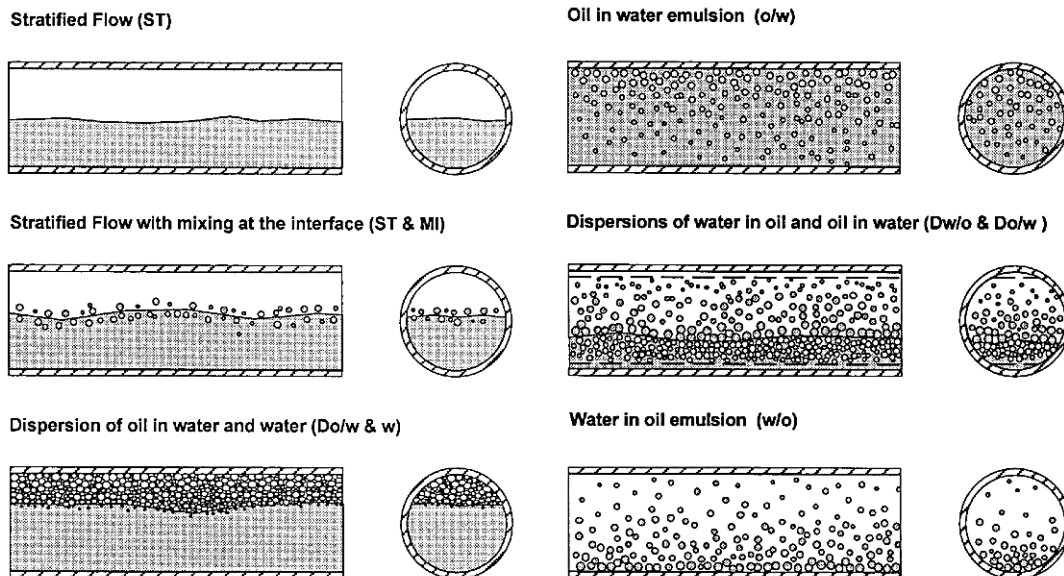 Stratified Flow (ST)
Oil in water emulsion (o/w)
Stratified Flow with mixing at the interface (ST & MI)
Dispersions of water in oil and oil in water (Dw/o & Do/w )
Dispersion of oil in water and water (Do/w & w)
Water in oil emulsion (w/o)